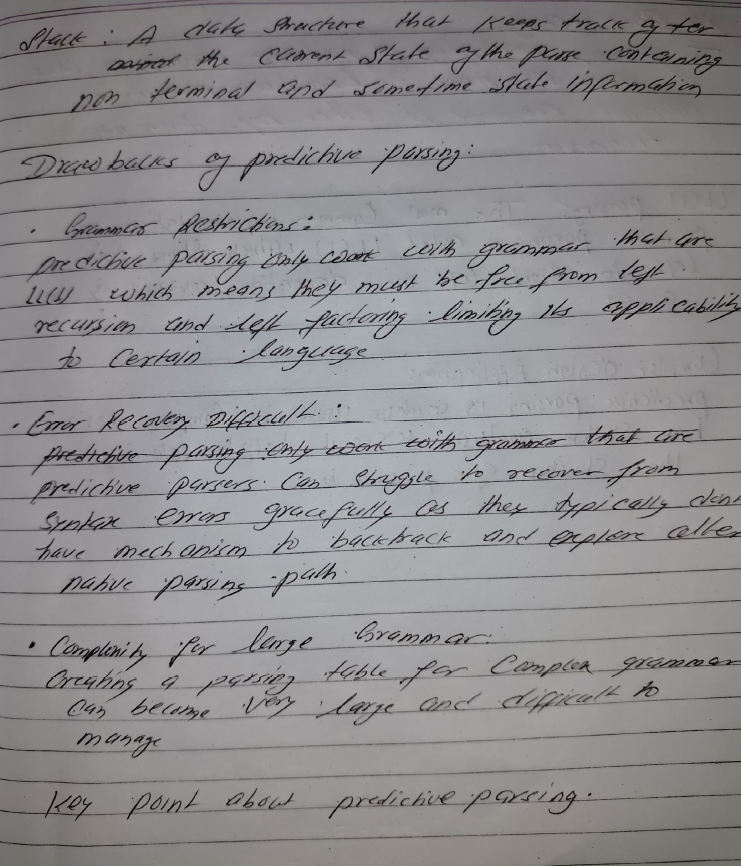 Stack : A data structure that keeps track of for
the current state of the parse containing
non terminal and sometime state information
Drawbacks of predictive parsing:
• Grammar Restrictions:
predictive parsing only work with grammar that are
LL(1) which means they must be free from left
recursion and left factoring limiting its applicability
to certain language
• Error Recovery Difficult :
predictive parsing only work with grammar that are
predictive parsers can struggle to recover from
syntax errors gracefully as they typically dont
have mechanism to backtrack and explore alter
native parsing path.
• Complexity for large Grammar:
Creating a parsing table for Complex grammar
can become very large and difficult to
manage
Key point about predictive parsing.